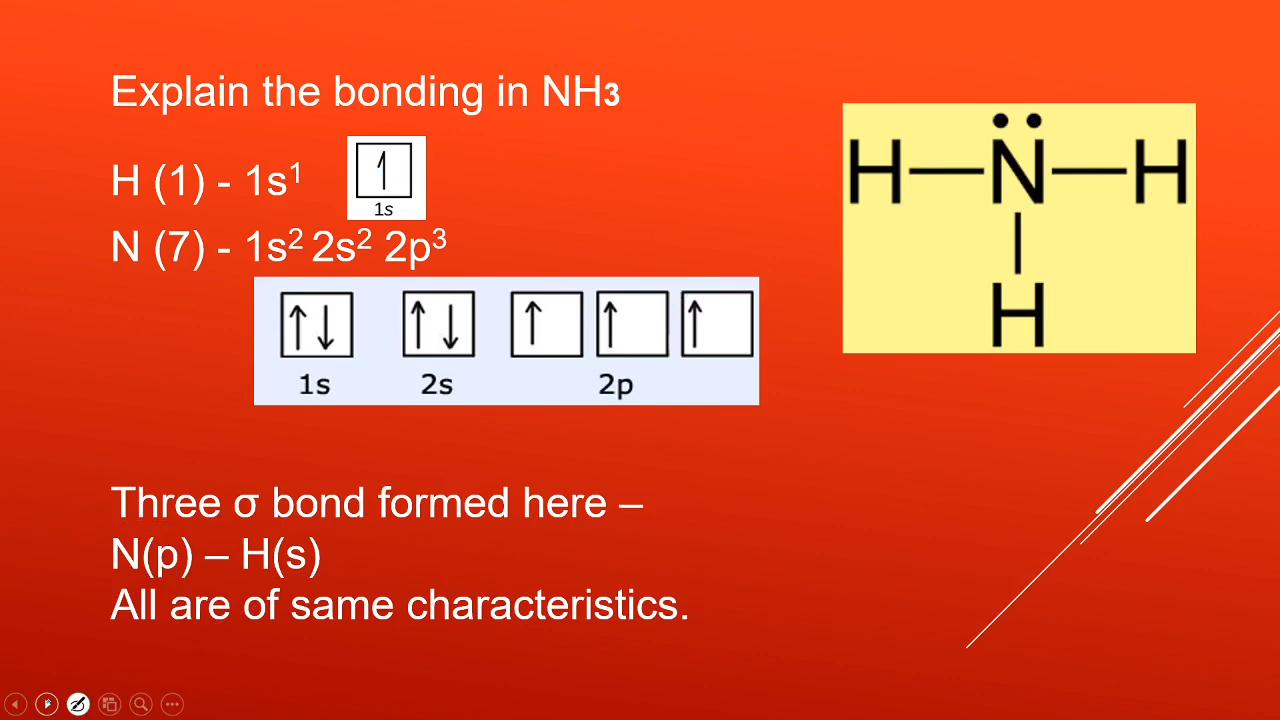 Explain the bonding in NH3
H (1) - 1s¹
1s
N (7) - 1s² 2s² 2p³
1s 2s 2p
Three σ bond formed here –
N(p) – H(s)
All are of same characteristics.
H N H
H